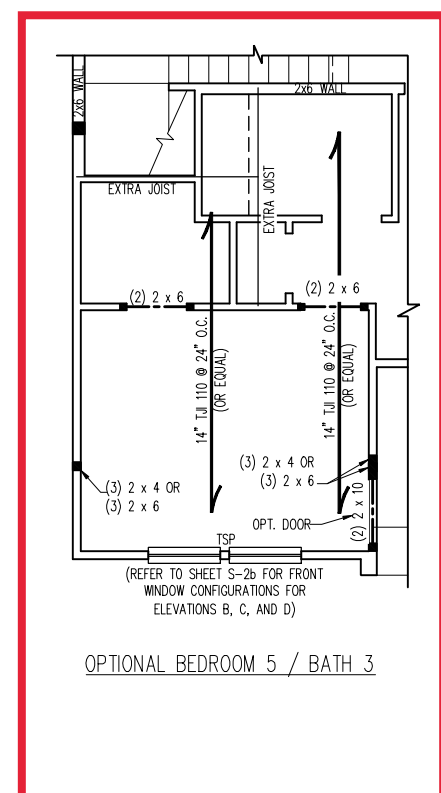 2x6 WALL
2x6 WALL
EXTRA JOIST
EXTRA JOIST
(2) 2 x 6
(2) 2 x 6
14" TJI 110 @ 24" O.C.
(OR EQUAL)
14" TJI 110 @ 24" O.C.
(OR EQUAL)
(3) 2 x 4 OR
(3) 2 x 6
(3) 2 x 4 OR
(3) 2 x 6
OPT. DOOR
(2) 2 x 10
TSP
(REFER TO SHEET S-2b FOR FRONT
WINDOW CONFIGURATIONS FOR
ELEVATIONS B, C, AND D)
OPTIONAL BEDROOM 5 / BATH 3